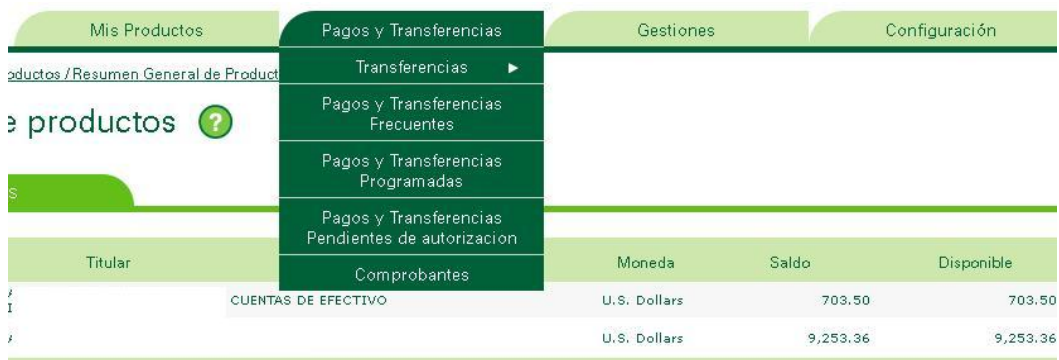 Mis Productos
Pagos y Transferencias
Gestiones
Configuración
oductos / Resumen General de Product
Transferencias
Pagos y Transferencias
Frecuentes
e productos ?
Pagos y Transferencias
Programadas
s
Pagos y Transferencias
Pendientes de autorizacion
Comprobantes
Titular
Moneda
Saldo
Disponible
CUENTAS DE EFECTIVO
U.S. Dollars
703.50
703.50
U.S. Dollars
9,253.36
9,253.36